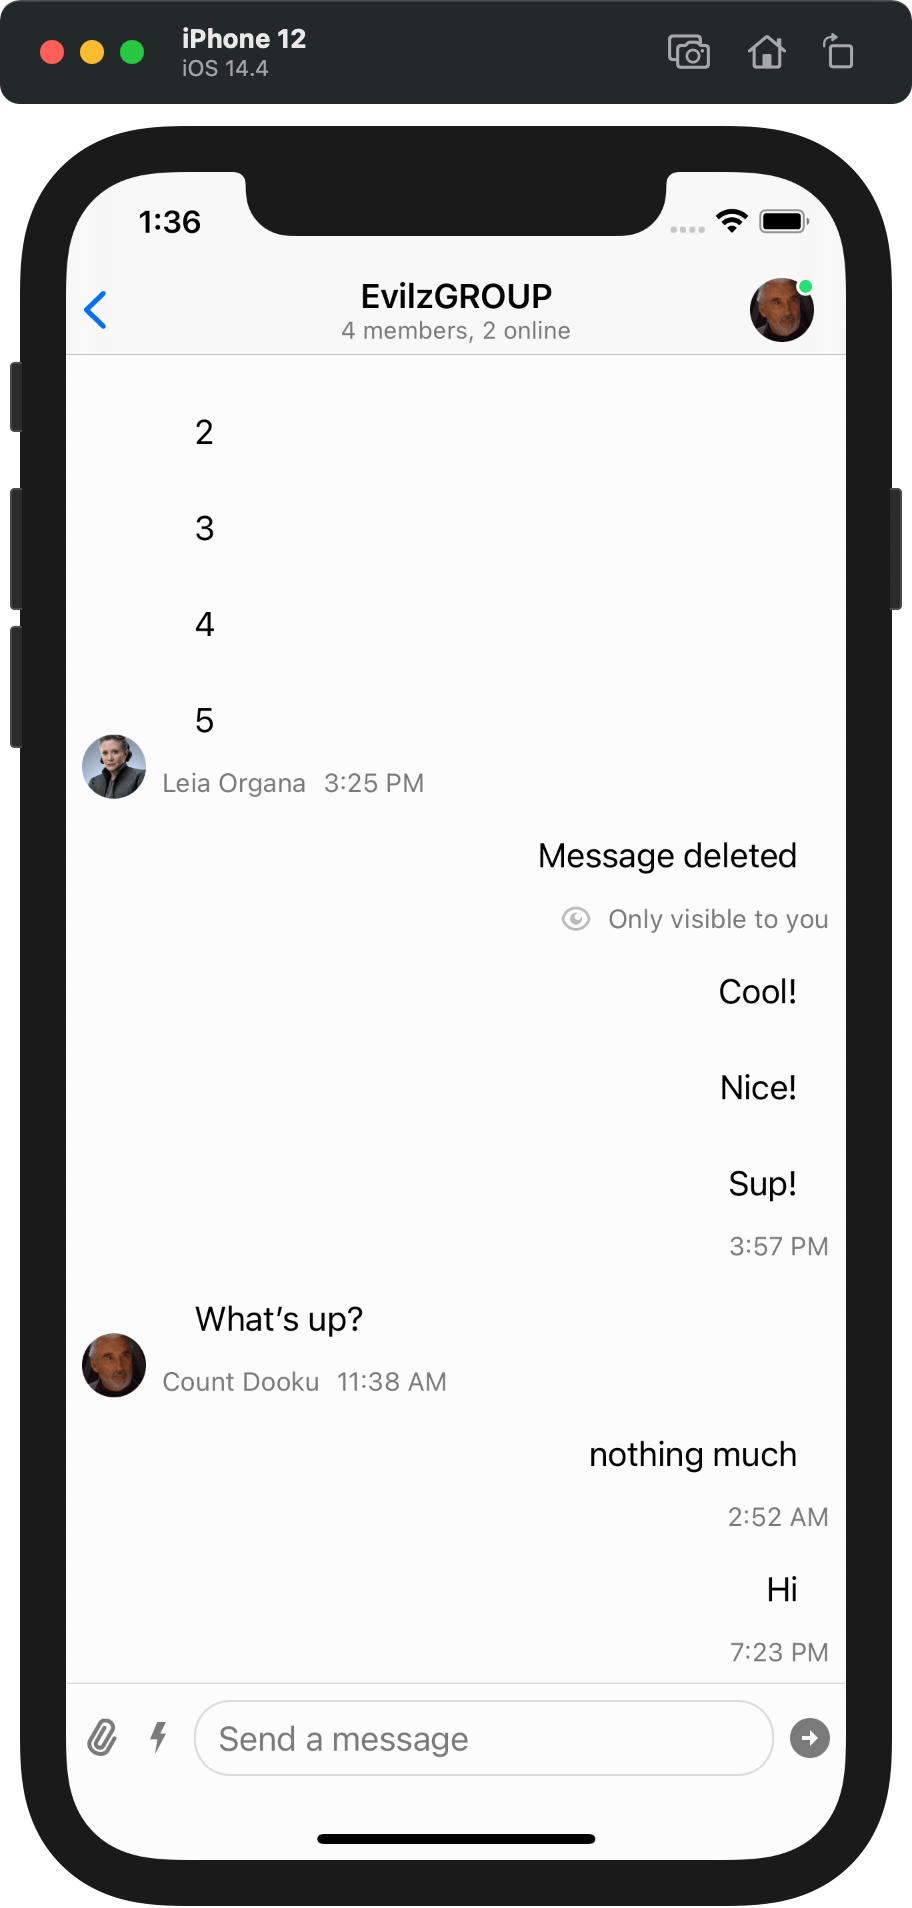 iPhone 12
iOS 14.4
1:36
EvilzGROUP
4 members, 2 online
2
3
4
5
Leia Organa 3:25 PM
Message deleted
Only visible to you
Cool!
Nice!
Sup!
3:57 PM
What's up?
Count Dooku 11:38 AM
nothing much
2:52 AM
Hi
7:23 PM
Send a message